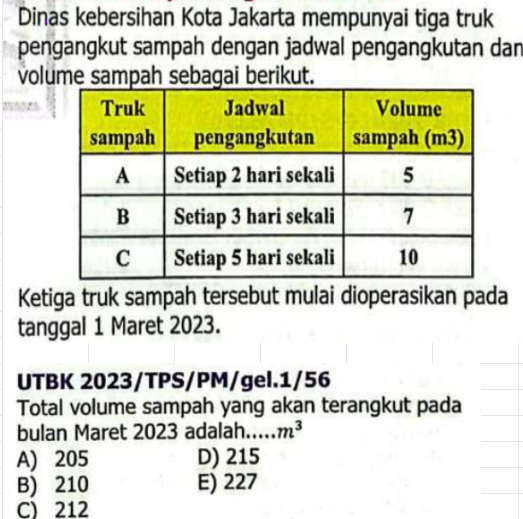 Dinas kebersihan Kota Jakarta mempunyai tiga truk
pengangkut sampah dengan jadwal pengangkutan dan
volume sampah sebagai berikut.
Truk sampah | Jadwal pengangkutan | Volume sampah (m3)
A | Setiap 2 hari sekali | 5
B | Setiap 3 hari sekali | 7
C | Setiap 5 hari sekali | 10
Ketiga truk sampah tersebut mulai dioperasikan pada
tanggal 1 Maret 2023.
UTBK 2023/TPS/PM/gel.1/56
Total volume sampah yang akan terangkut pada
bulan Maret 2023 adalah.....m³
A) 205 D) 215
B) 210 E) 227
C) 212